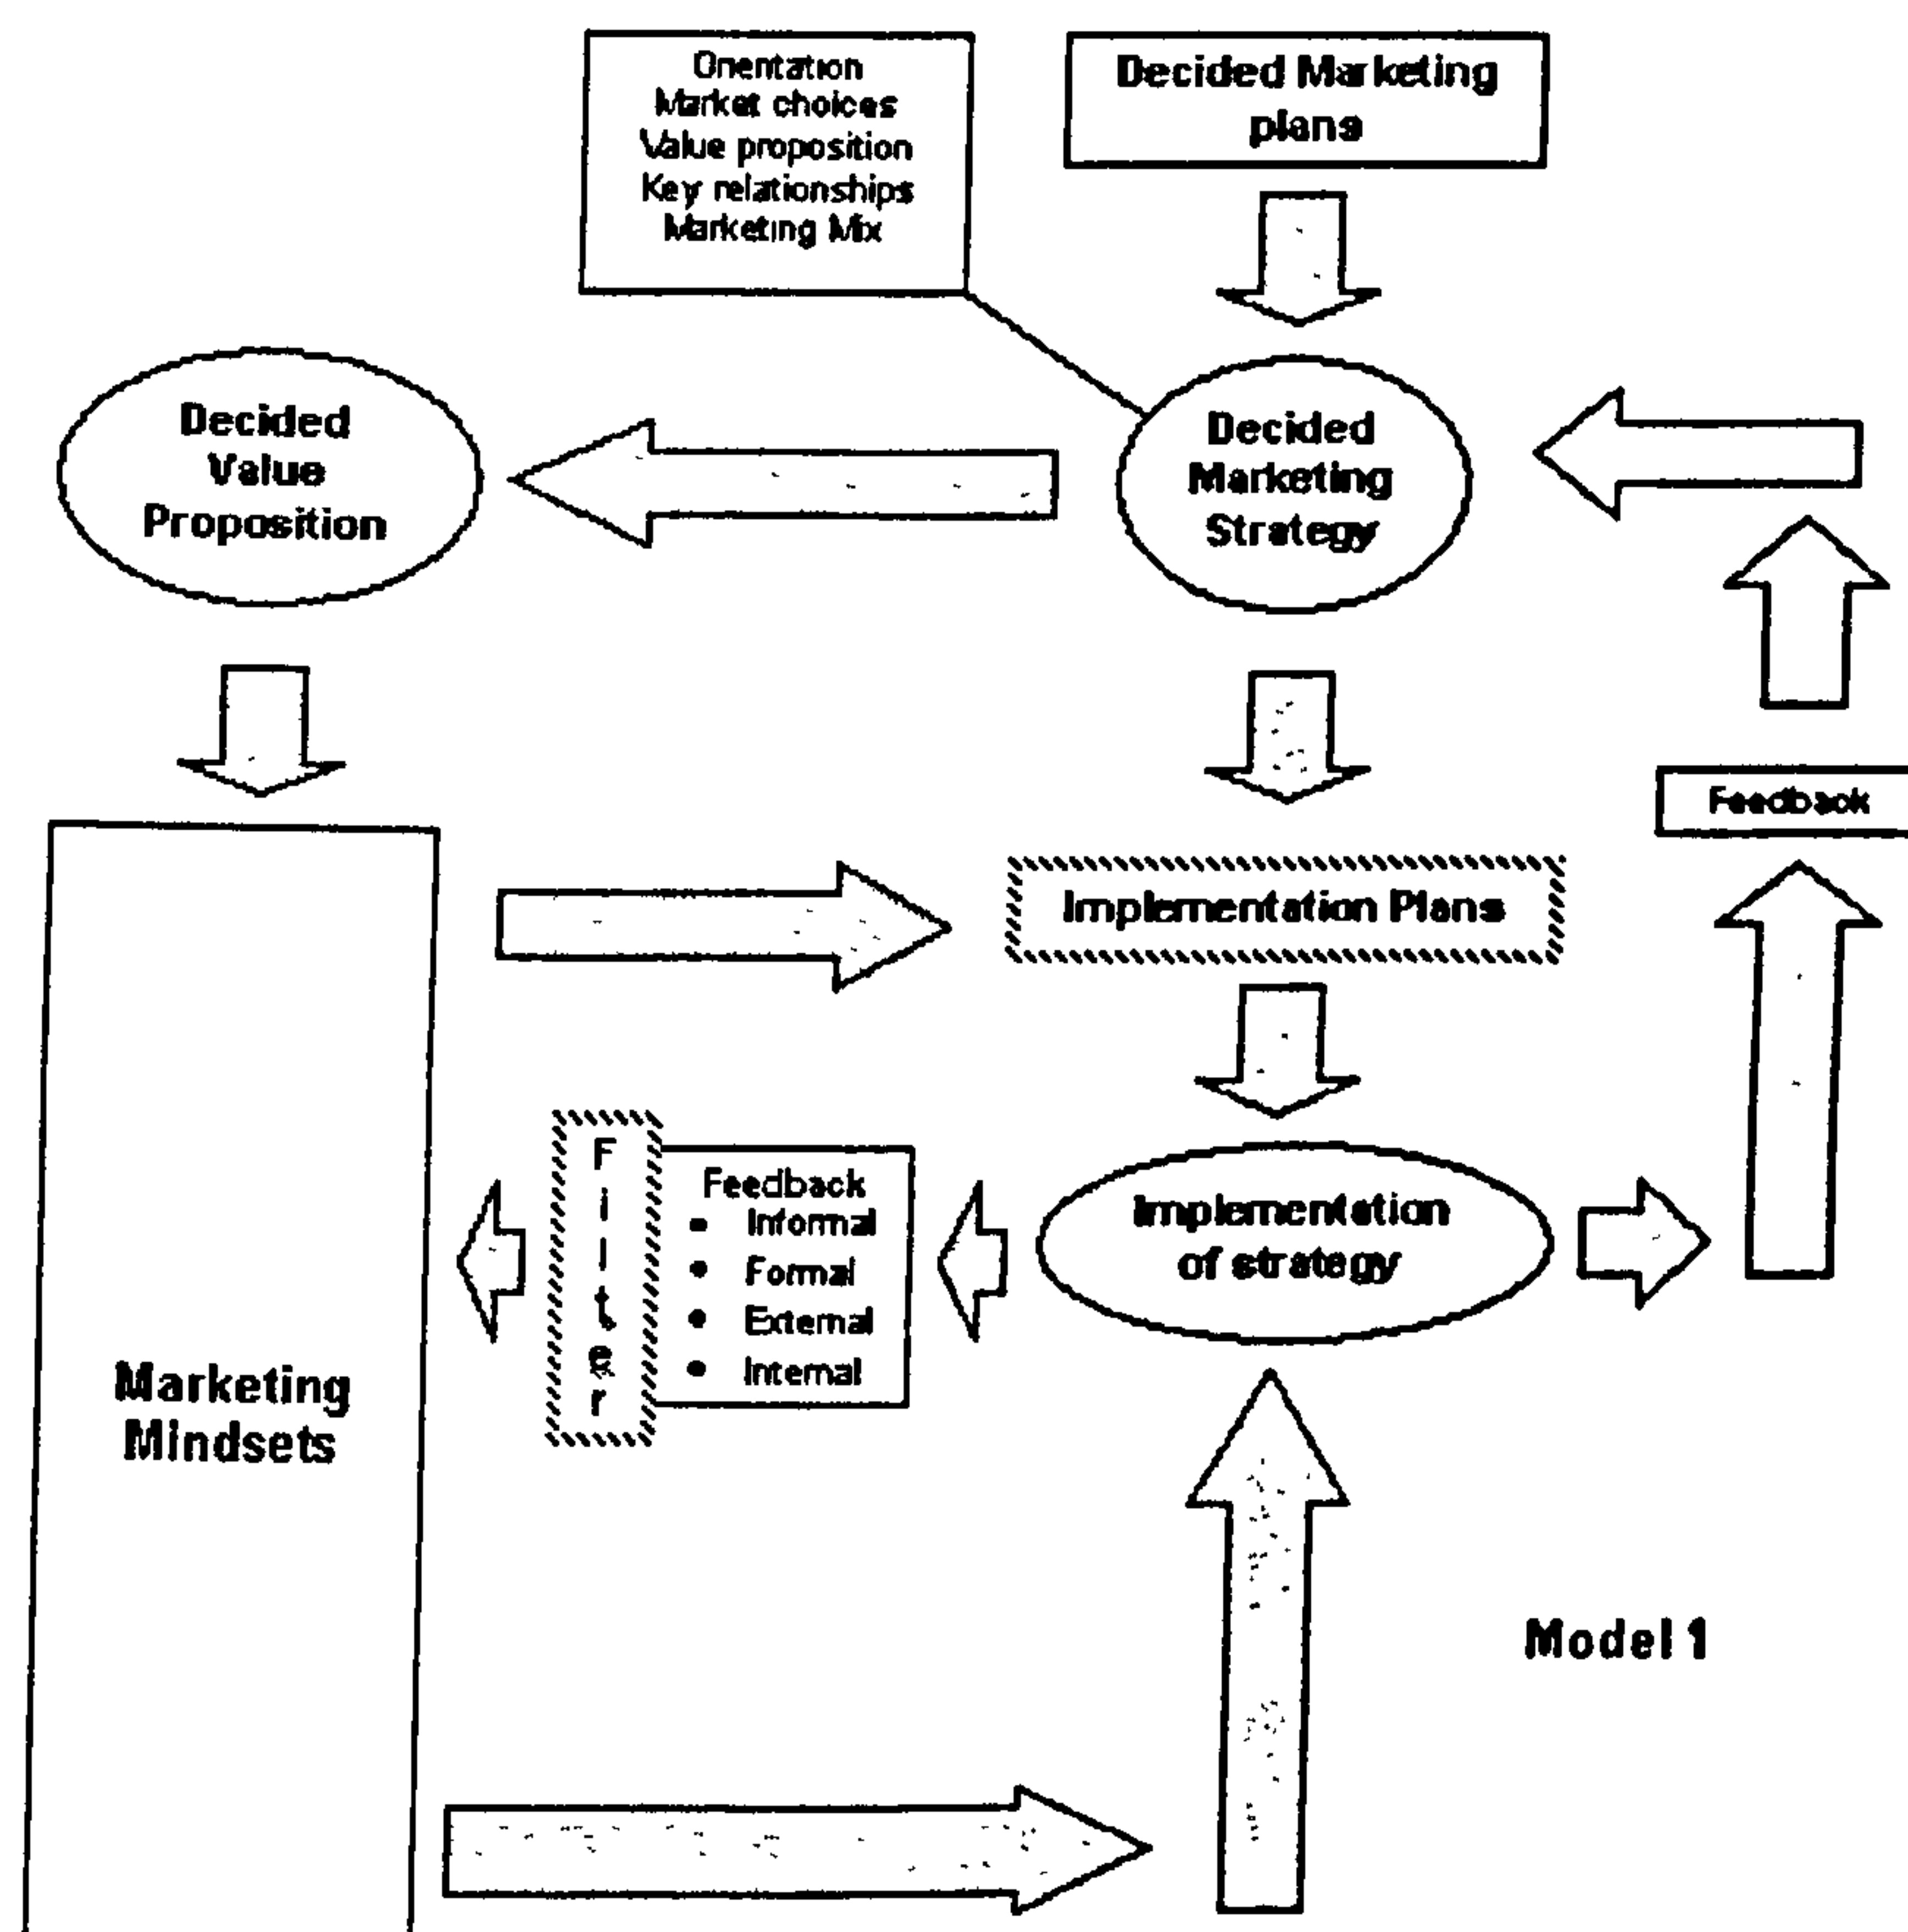 Orientation
Market choices
Value proposition
Key relationships
Marketing Mix
Decided Marketing
plans
Decided
Value
Proposition
Decided
Marketing
Strategy
Feedback
Implementation Plans
Filter
Feedback
• Informal
• Formal
• External
• Internal
Implementation
of strategy
Marketing
Mindsets
Model 1